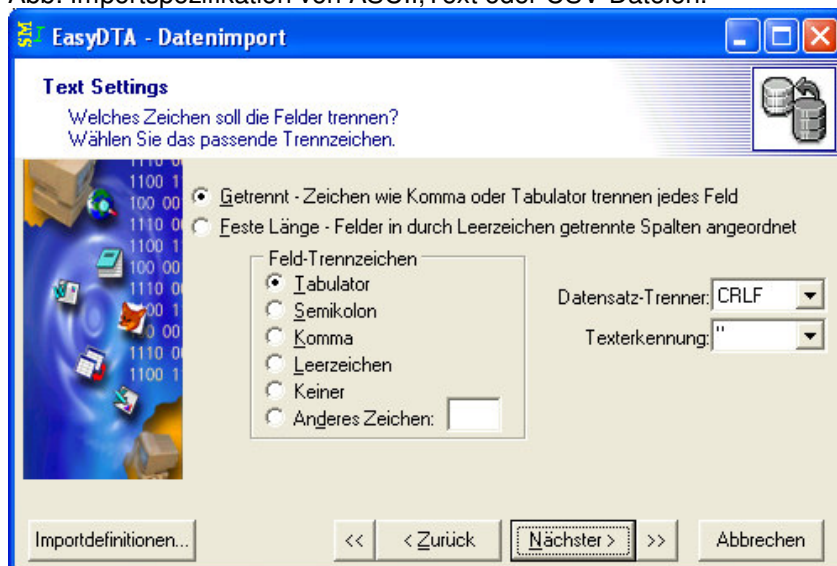 Abb. Importspezifikation von ASCII,Text oder CSV Dateien.
EasyDTA - Datenimport
Text Settings
Welches Zeichen soll die Felder trennen?
Wählen Sie das passende Trennzeichen.
Getrennt - Zeichen wie Komma oder Tabulator trennen jedes Feld
Feste Länge - Felder in durch Leerzeichen getrennte Spalten angeordnet
Feld-Trennzeichen
Tabulator
Semikolon
Komma
Leerzeichen
Keiner
Anderes Zeichen:
Datensatz-Trenner: CRLF
Texterkennung: "
Importdefinitionen...
<<
< Zurück
Nächster >
>>
Abbrechen